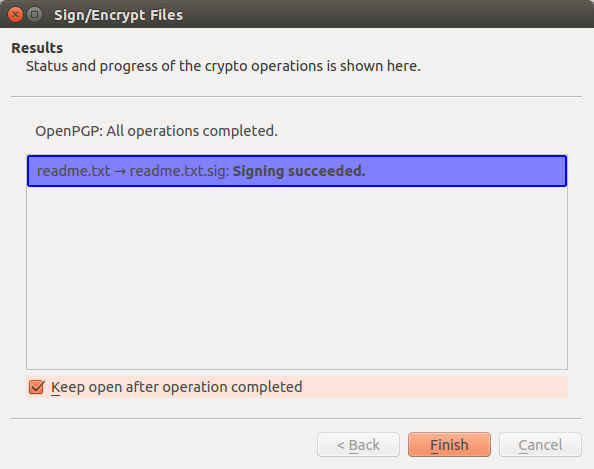 Sign/Encrypt Files
Results
Status and progress of the crypto operations is shown here.
OpenPGP: All operations completed.
readme.txt → readme.txt.sig: Signing succeeded.
Keep open after operation completed
< Back
Finish
Cancel